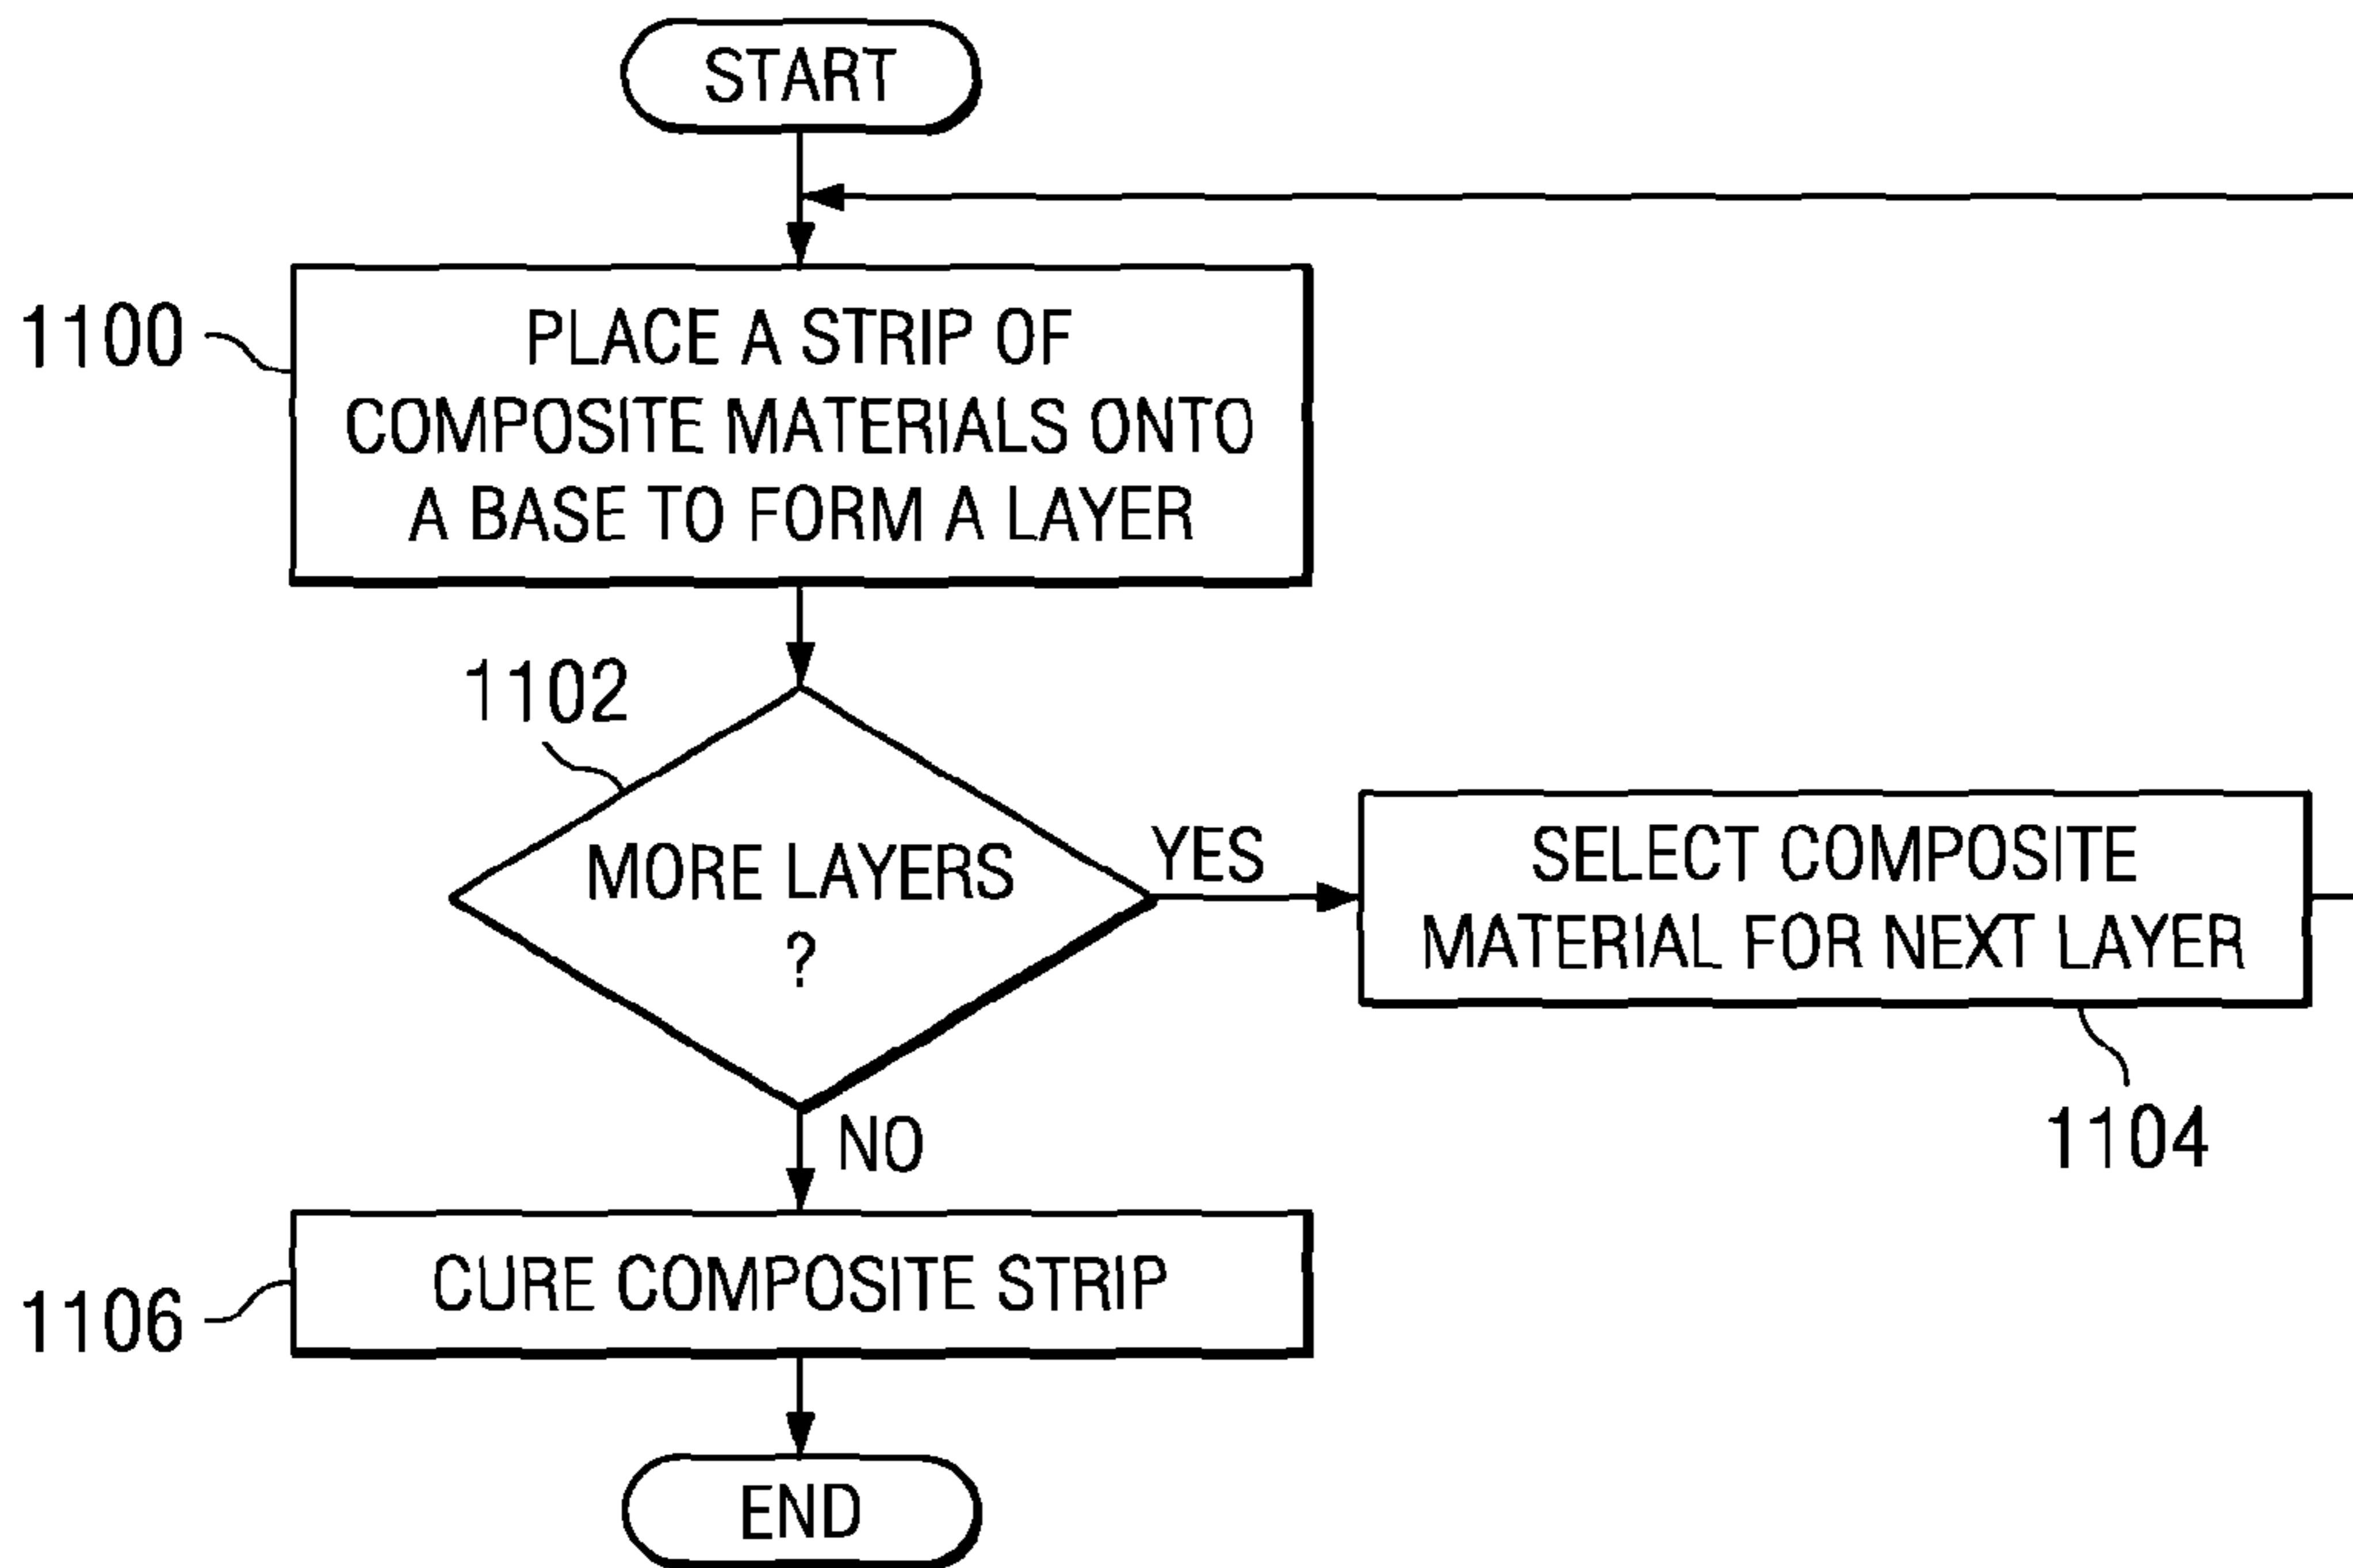 START
1100
PLACE A STRIP OF
COMPOSITE MATERIALS ONTO
A BASE TO FORM A LAYER
1102
MORE LAYERS
?
YES
SELECT COMPOSITE
MATERIAL FOR NEXT LAYER
1104
NO
1106
CURE COMPOSITE STRIP
END